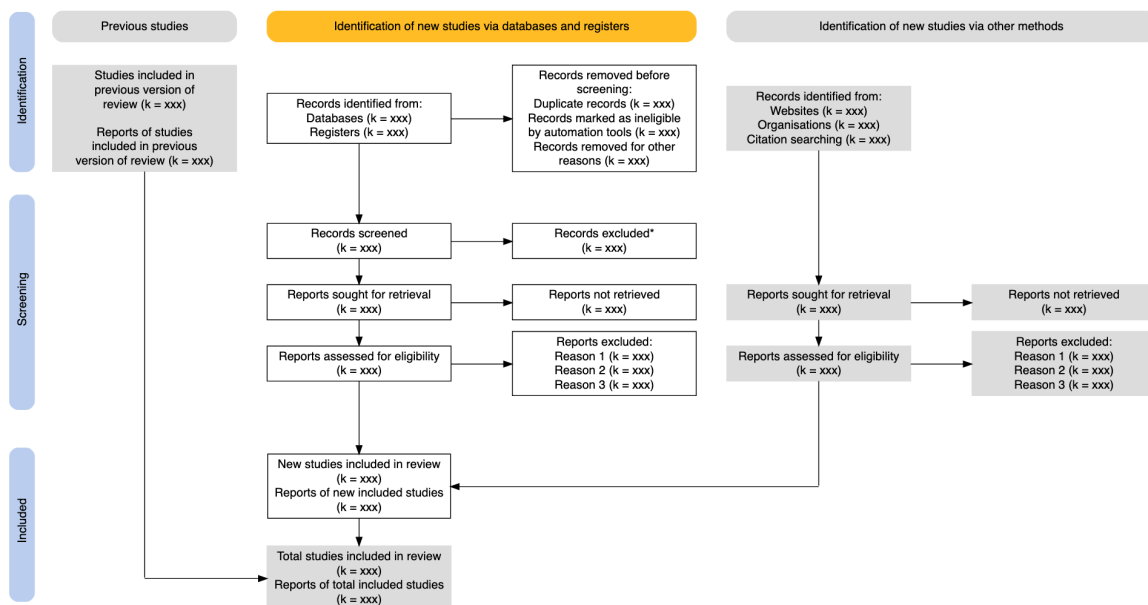 Previous studies
Identification of new studies via databases and registers
Identification of new studies via other methods
Identification
Studies included in
previous version of
review (k = xxx)
Reports of studies
included in previous
version of review (k = xxx)
Records identified from:
Databases (k = xxx)
Registers (k = xxx)
Records removed before
screening:
Duplicate records (k = xxx)
Records marked as ineligible
by automation tools (k = xxx)
Records removed for other
reasons (k = xxx)
Records identified from:
Websites (k = xxx)
Organisations (k = xxx)
Citation searching (k = xxx)
Screening
Records screened
(k = xxx)
Records excluded*
(k = xxx)
Reports sought for retrieval
(k = xxx)
Reports not retrieved
(k = xxx)
Reports sought for retrieval
(k = xxx)
Reports not retrieved
(k = xxx)
Reports assessed for eligibility
(k = xxx)
Reports excluded:
Reason 1 (k = xxx)
Reason 2 (k = xxx)
Reason 3 (k = xxx)
Reports assessed for eligibility
(k = xxx)
Reports excluded:
Reason 1 (k = xxx)
Reason 2 (k = xxx)
Reason 3 (k = xxx)
Included
New studies included in review
(k = xxx)
Reports of new included studies
(k = xxx)
Total studies included in review
(k = xxx)
Reports of total included studies
(k = xxx)